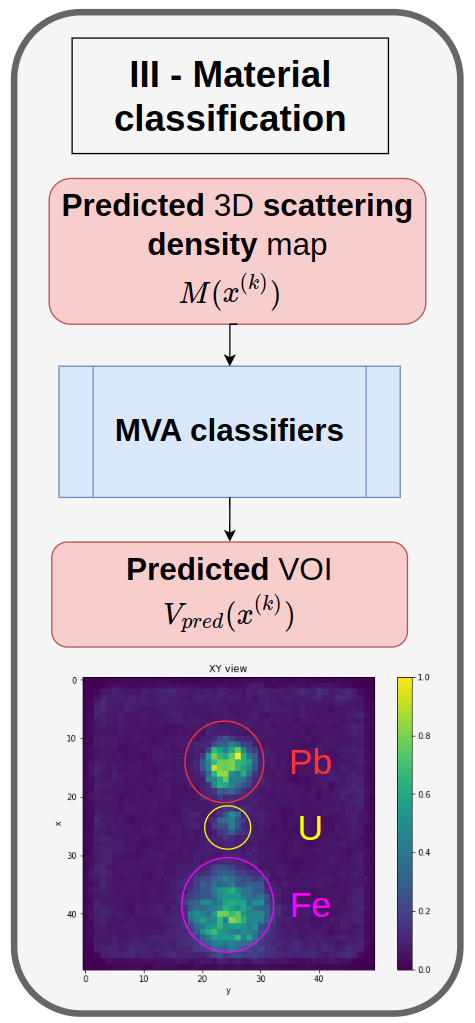 III - Material
classification
Predicted 3D scattering
density map
M(x^{(k)})
MVA classifiers
Predicted VOI
V_{pred}(x^{(k)})
XY view
0
10
20
30
40
x
0 10 20 30 40
y
Pb
U
Fe
1.0
0.8
0.6
0.4
0.2
0.0